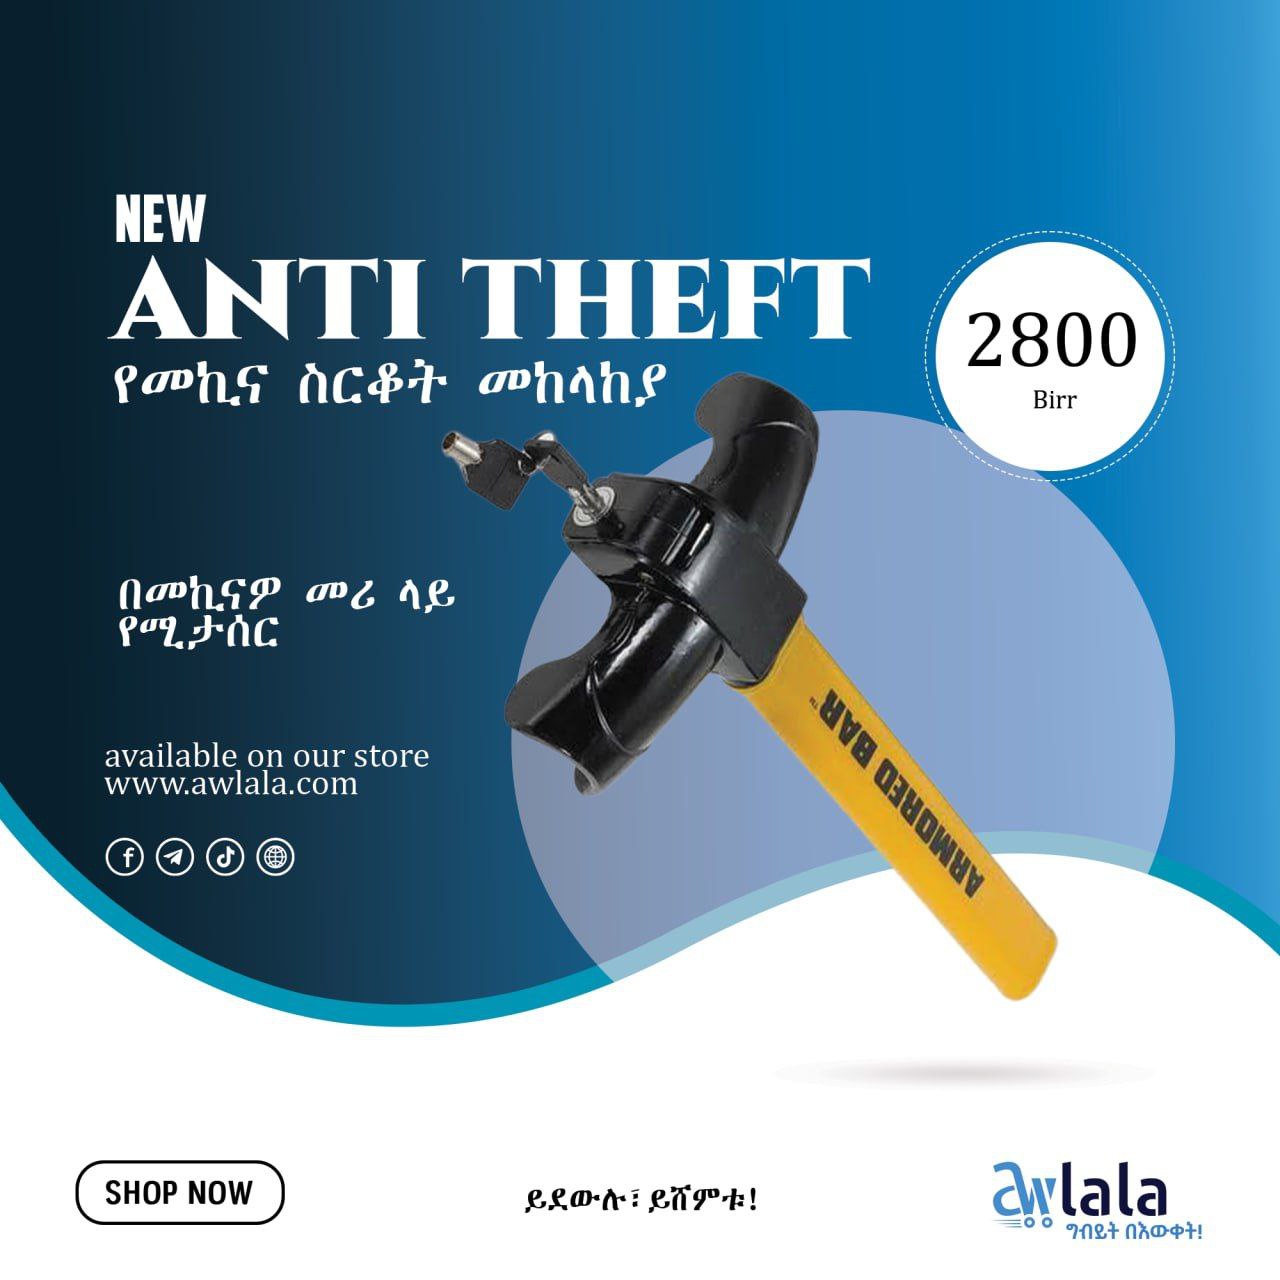 NEW
ANTI THEFT
የመኪና ስርቆት መከላከያ
2800
Birr
በመኪናዎ መሪ ላይ
የሚታሰር
ARMORED BAR™
available on our store
www.awlala.com
SHOP NOW
ይደውሉ፣ ይሸምቱ!
awlala
ግብይት በእውቀት!